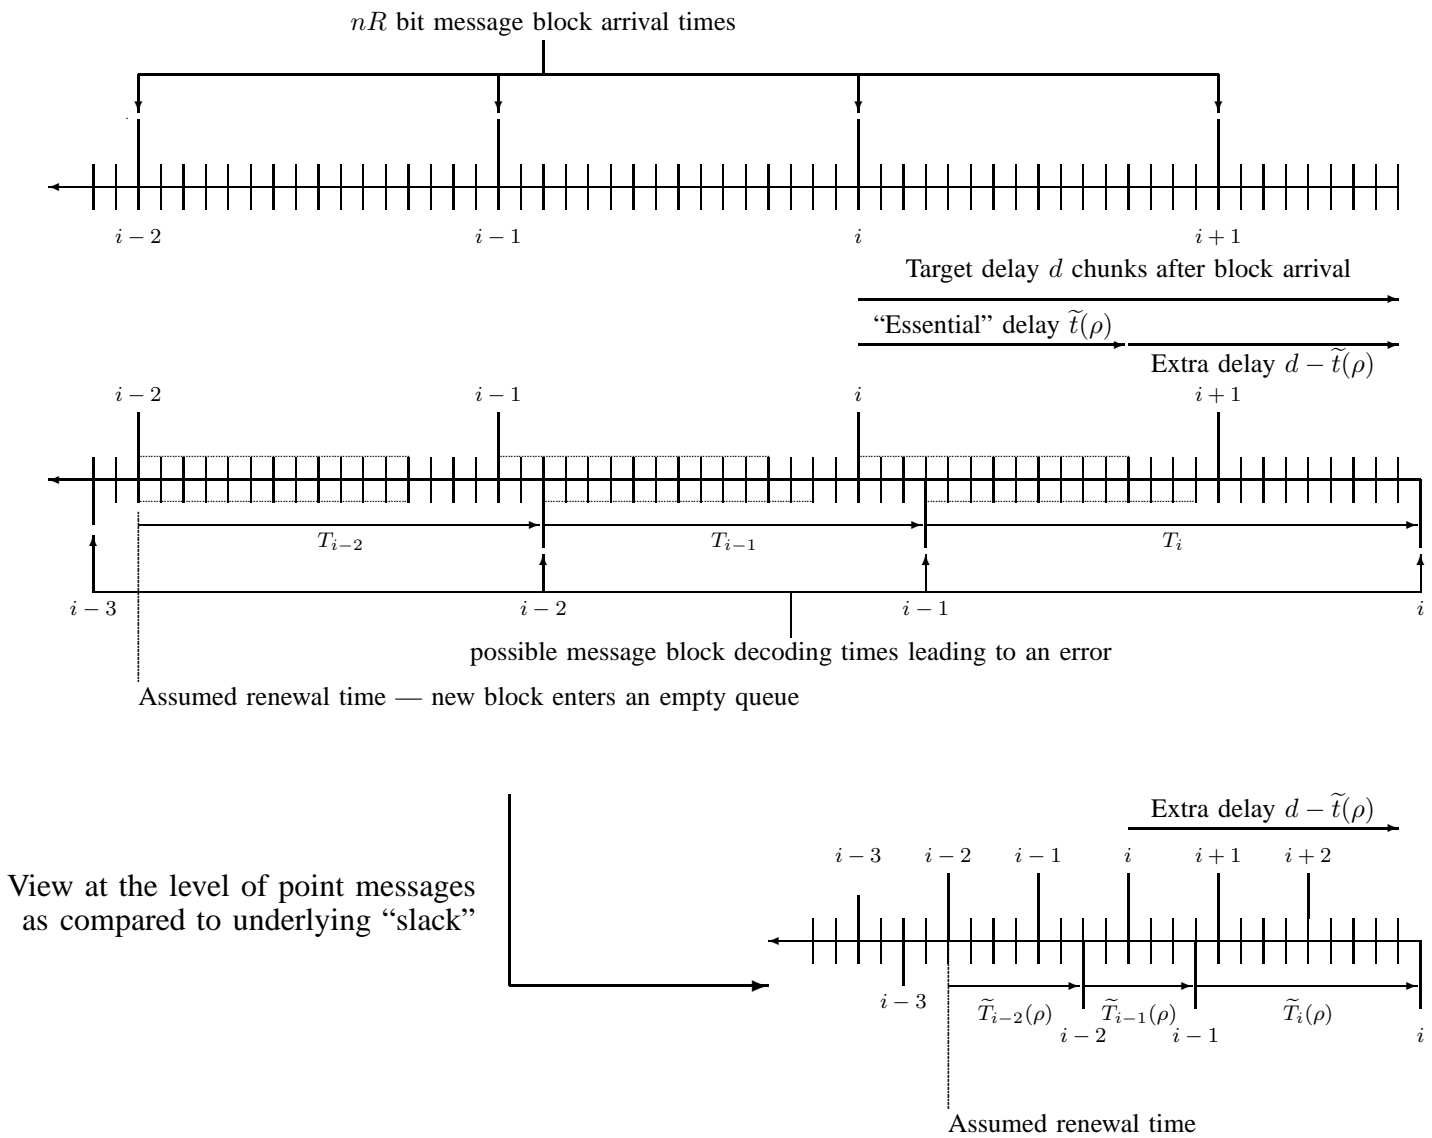 nR bit message block arrival times
i − 2 i − 1 i i + 1
Target delay d chunks after block arrival
“Essential” delay t̃(ρ)
Extra delay d − t̃(ρ)
i − 2 i − 1 i i + 1
T_{i−2} T_{i−1} T_i
i − 3 i − 2 i − 1 i
possible message block decoding times leading to an error
Assumed renewal time — new block enters an empty queue
Extra delay d − t̃(ρ)
i − 3 i − 2 i − 1 i i + 1 i + 2
View at the level of point messages
as compared to underlying “slack”
i − 3 T̃_{i−2}(ρ) T̃_{i−1}(ρ) T̃_i(ρ)
i − 2 i − 1 i
Assumed renewal time